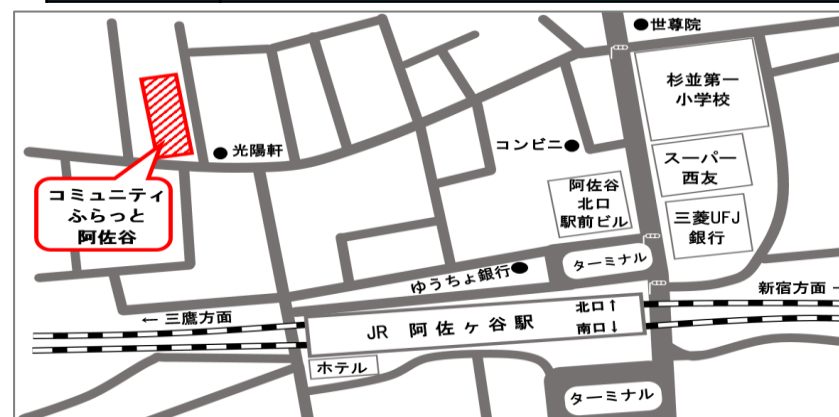 世尊院
杉並第一
小学校
光陽軒
コンビニ
スーパー
西友
阿佐谷
北口
駅前ビル
コミュニティ
ふらっと
阿佐谷
三菱UFJ
銀行
ターミナル
ゆうちょ銀行
新宿方面 →
← 三鷹方面
北口↑
JR 阿佐ヶ谷駅
南口↓
ホテル
ターミナル